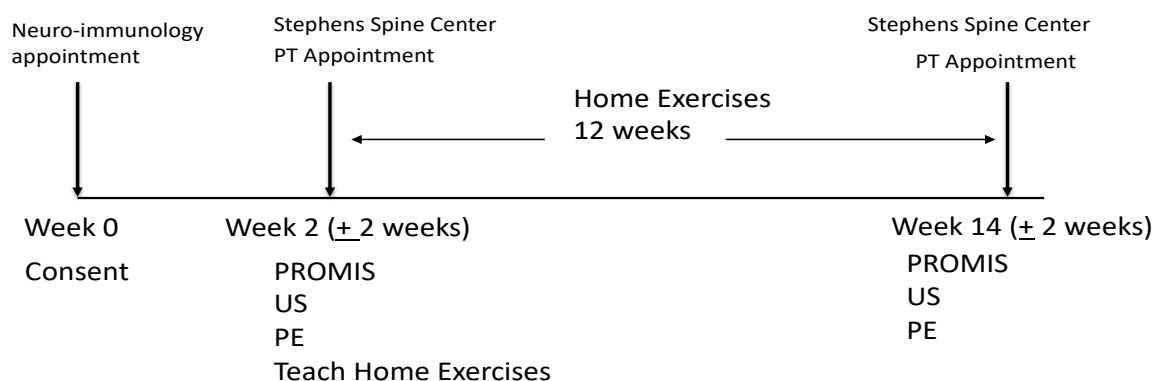 Neuro-immunology
appointment
Stephens Spine Center
PT Appointment
Stephens Spine Center
PT Appointment
Home Exercises
12 weeks
Week 0
Consent
Week 2 (+ 2 weeks)
PROMIS
US
PE
Teach Home Exercises
Week 14 (+ 2 weeks)
PROMIS
US
PE